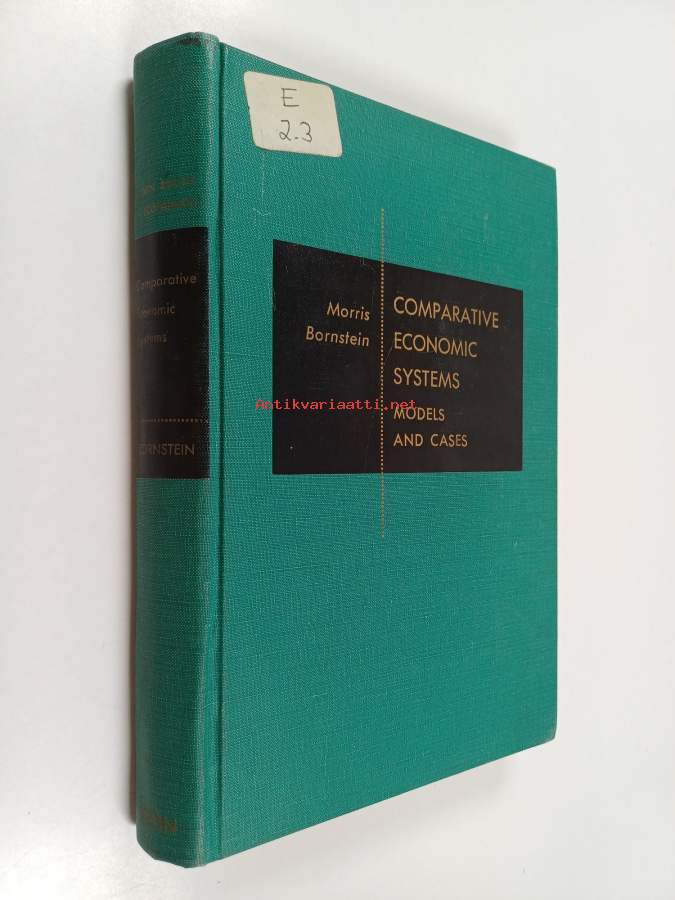 E
2.3
Morris
Bornstein
COMPARATIVE
ECONOMIC
SYSTEMS
MODELS
AND CASES
Antikvariaatti.net
Comparative
Economic
Systems
BORNSTEIN